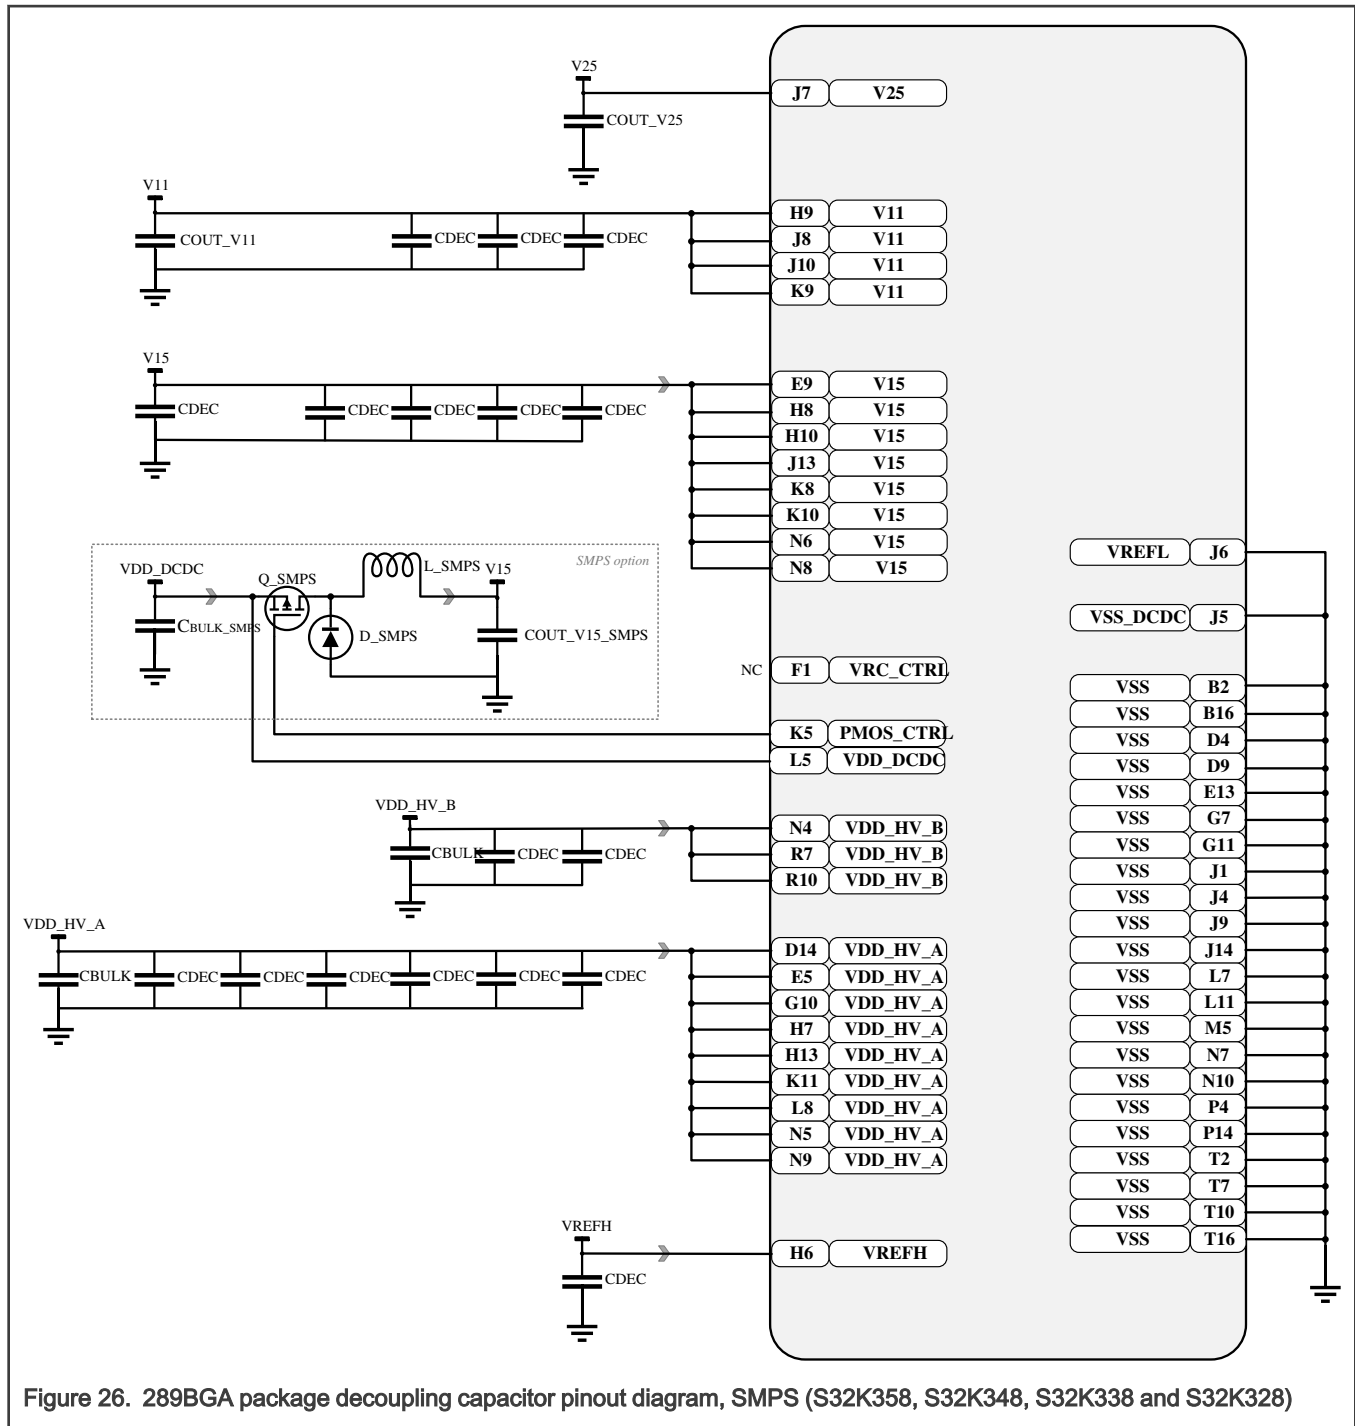 V25
J7 V25
COUT_V25
V11
COUT_V11 CDEC CDEC CDEC
H9 V11
J8 V11
J10 V11
K9 V11
V15
CDEC CDEC CDEC CDEC CDEC
E9 V15
H8 V15
H10 V15
J13 V15
K8 V15
K10 V15
N6 V15
N8 V15
SMPS option
VDD_DCDC Q_SMPS L_SMPS V15
CBULK_SMPS D_SMPS COUT_V15_SMPS
NC F1 VRC_CTRL
K5 PMOS_CTRL
L5 VDD_DCDC
VDD_HV_B
CBULK CDEC CDEC
N4 VDD_HV_B
R7 VDD_HV_B
R10 VDD_HV_B
VDD_HV_A
CBULK CDEC CDEC CDEC CDEC CDEC CDEC
D14 VDD_HV_A
E5 VDD_HV_A
G10 VDD_HV_A
H7 VDD_HV_A
H13 VDD_HV_A
K11 VDD_HV_A
L8 VDD_HV_A
N5 VDD_HV_A
N9 VDD_HV_A
VREFH
CDEC
H6 VREFH
VREFL J6
VSS_DCDC J5
VSS B2
VSS B16
VSS D4
VSS D9
VSS E13
VSS G7
VSS G11
VSS J1
VSS J4
VSS J9
VSS J14
VSS L7
VSS L11
VSS M5
VSS N7
VSS N10
VSS P4
VSS P14
VSS T2
VSS T7
VSS T10
VSS T16
Figure 26. 289BGA package decoupling capacitor pinout diagram, SMPS (S32K358, S32K348, S32K338 and S32K328)